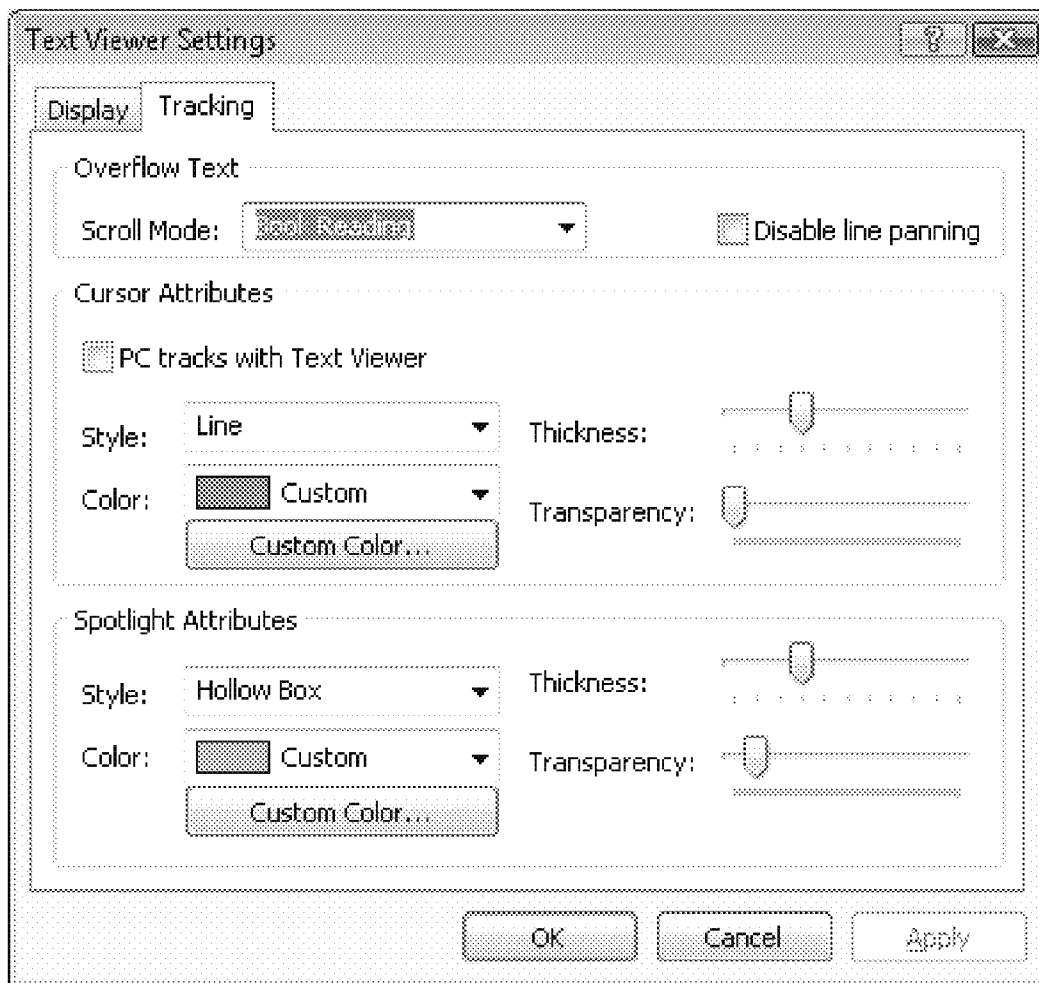 Text Viewer Settings
Display Tracking
Overflow Text
Scroll Mode: Reading Disable line panning
Cursor Attributes
PC tracks with Text Viewer
Style: Line Thickness:
Color: Custom Transparency:
Custom Color...
Spotlight Attributes
Style: Hollow Box Thickness:
Color: Custom Transparency:
Custom Color...
OK Cancel Apply